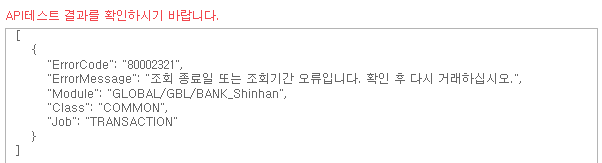 API테스트 결과를 확인하시기 바랍니다.
[
{
"ErrorCode": "80002321",
"ErrorMessage": "조회 종료일 또는 조회기간 오류입니다. 확인 후 다시 거래하십시오.",
"Module": "GLOBAL/GBL/BANK_Shinhan",
"Class": "COMMON",
"Job": "TRANSACTION"
}
]